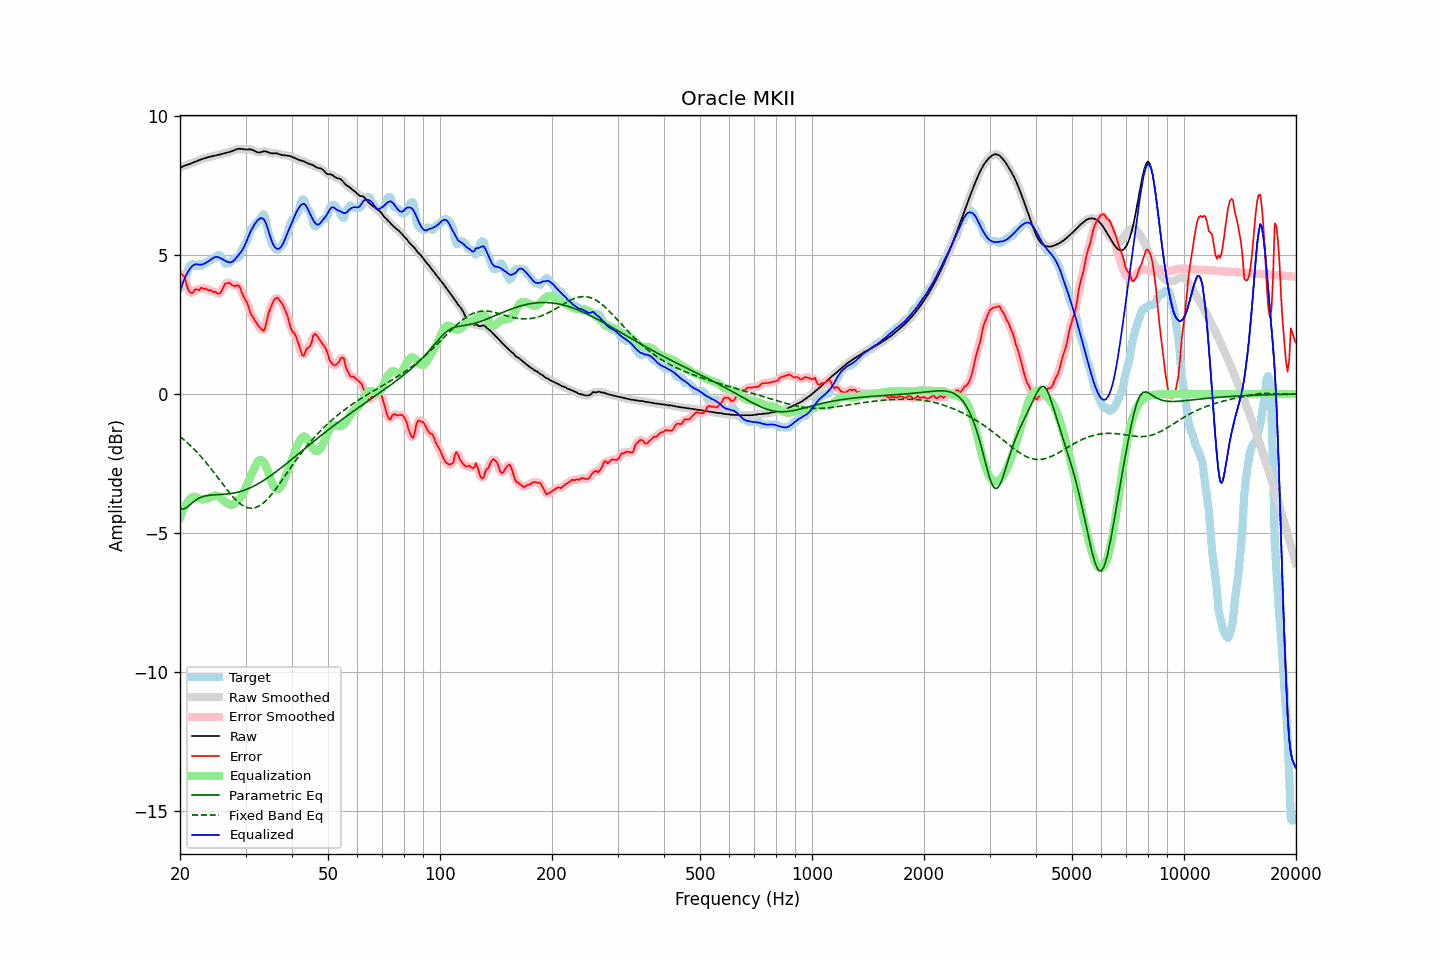 Oracle MKII
Amplitude (dBr)
10
5
0
−5
−10
−15
Target
Raw Smoothed
Error Smoothed
Raw
Error
Equalization
Parametric Eq
Fixed Band Eq
Equalized
20 50 100 200 500 1000 2000 5000 10000 20000
Frequency (Hz)